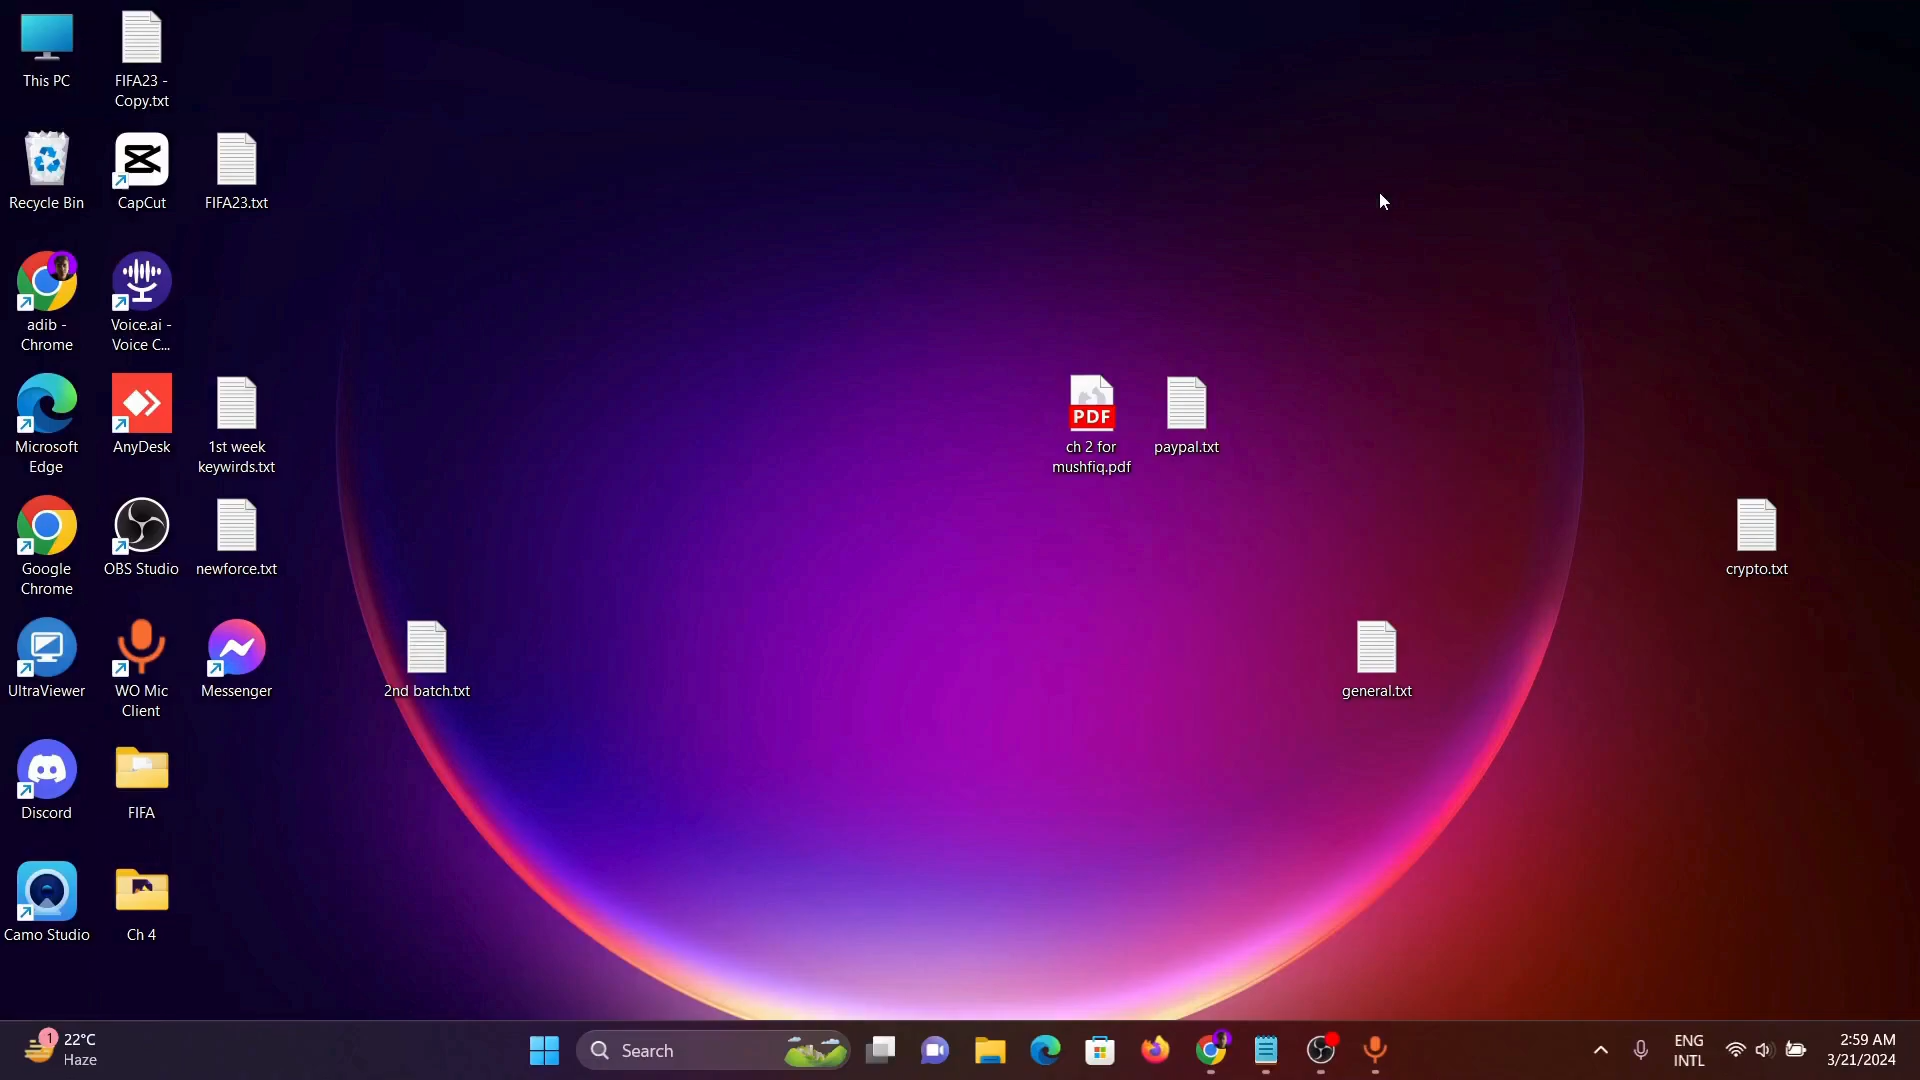 This PC
FIFA23 -
Copy.txt
Recycle Bin
CapCut
FIFA23.txt
adib -
Chrome
Voice.ai -
Voice C...
Microsoft
Edge
AnyDesk
1st week
keywirds.txt
PDF
ch 2 for
mushfiq.pdf
paypal.txt
Google
Chrome
OBS Studio
newforce.txt
crypto.txt
UltraViewer
WO Mic
Client
Messenger
2nd batch.txt
general.txt
Discord
FIFA
Camo Studio
Ch 4
1
22°C
Haze
Search
ENG
INTL
2:59 AM
3/21/2024